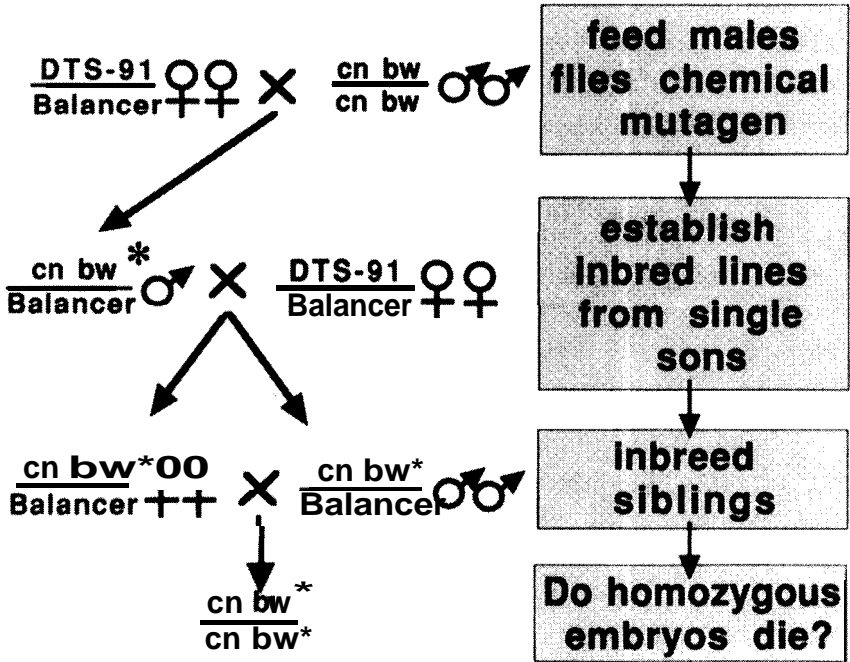 DTS-91
Balancer
cn bw
cn bw
feed males
flies chemical
mutagen
cn bw*
Balancer
DTS-91
Balancer
establish
inbred lines
from single
sons
cn bw*00
Balancer
cn bw*
Balancer
inbreed
siblings
cn bw*
cn bw*
Do homozygous
embryos die?